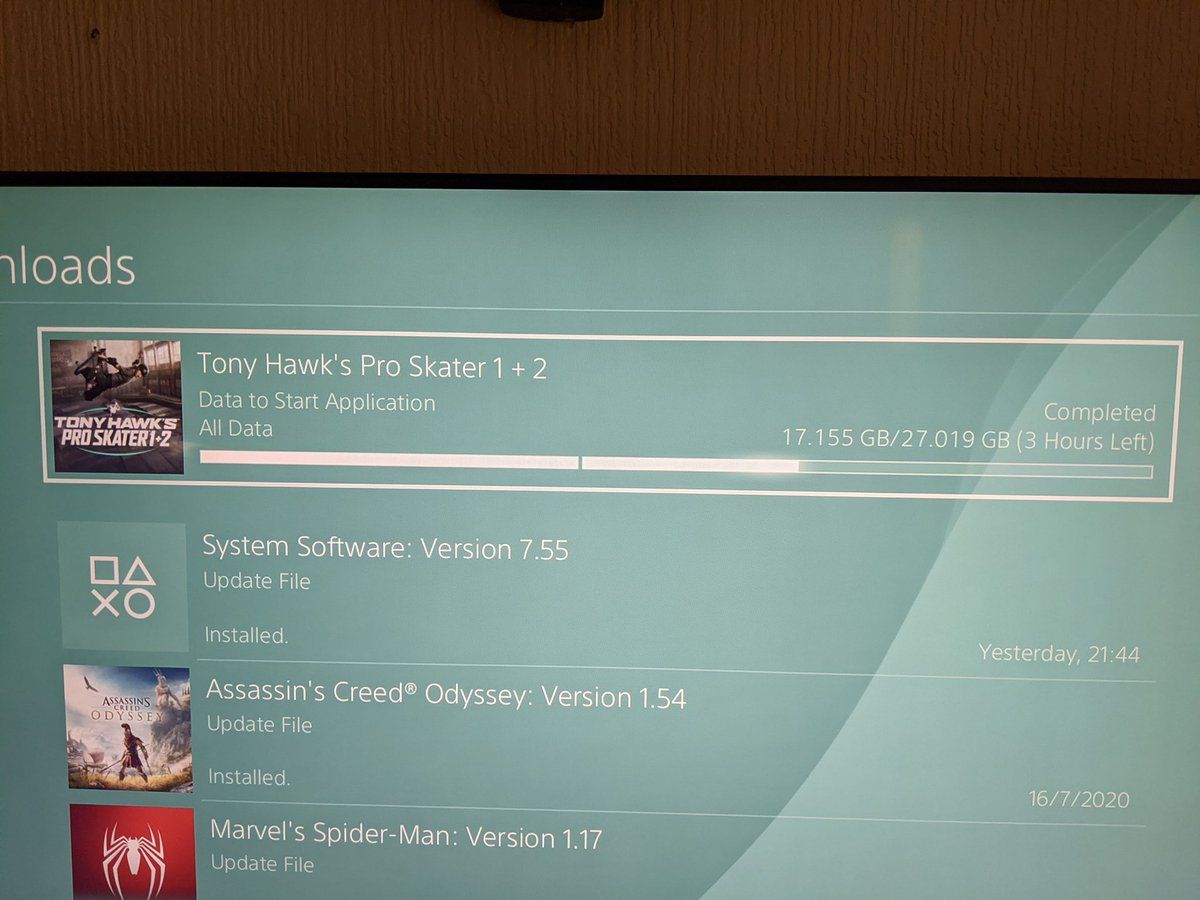 nloads
Tony Hawk's Pro Skater 1 + 2
Data to Start Application
Completed
All Data
17.155 GB/27.019 GB (3 Hours Left)
TONY HAWK'S
PRO SKATER 1+2
System Software: Version 7.55
Update File
Installed.
Yesterday, 21:44
Assassin's Creed® Odyssey: Version 1.54
Update File
Installed.
16/7/2020
ASSASSIN'S
CREED
ODYSSEY
Marvel's Spider-Man: Version 1.17
Update File